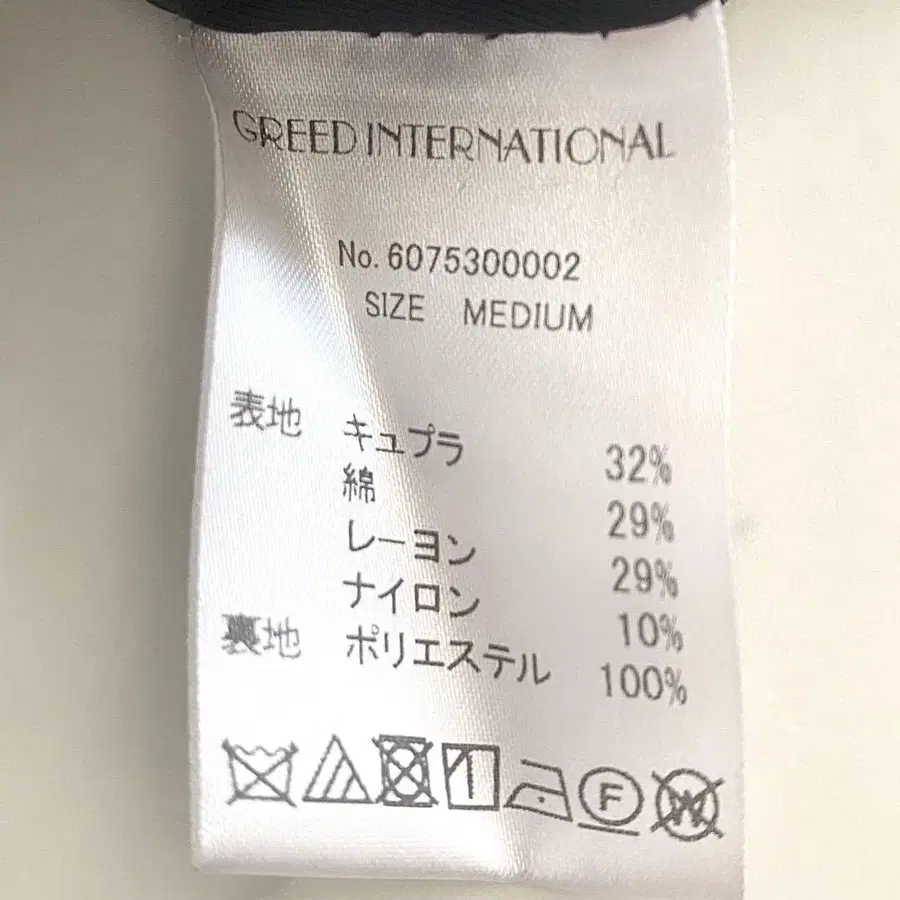 GREED INTERNATIONAL
No. 6075300002
SIZE MEDIUM
表地 キュプラ 32%
綿 29%
レーヨン 29%
ナイロン 10%
裏地 ポリエステル 100%
F W